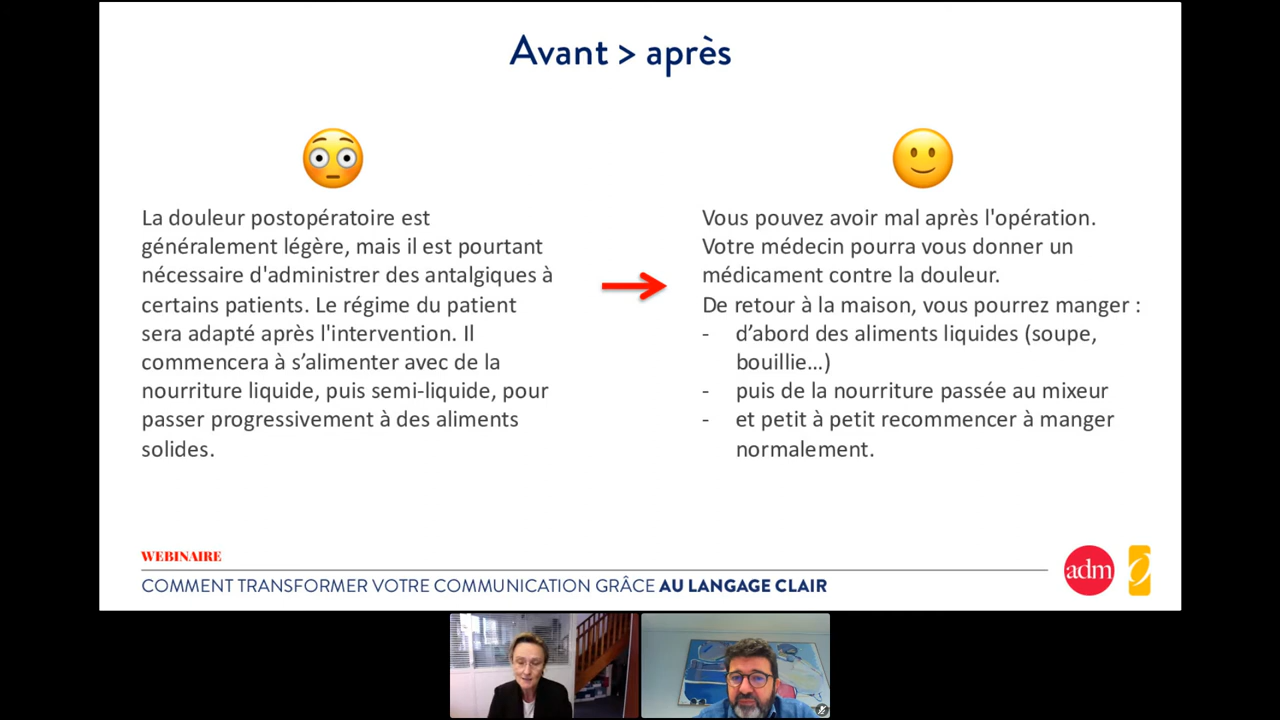 Avant > après
La douleur postopératoire est
généralement légère, mais il est pourtant
nécessaire d'administrer des antalgiques à
certains patients. Le régime du patient
sera adapté après l'intervention. Il
commencera à s’alimenter avec de la
nourriture liquide, puis semi-liquide, pour
passer progressivement à des aliments
solides.
Vous pouvez avoir mal après l'opération.
Votre médecin pourra vous donner un
médicament contre la douleur.
De retour à la maison, vous pourrez manger :
- d’abord des aliments liquides (soupe,
bouillie…)
- puis de la nourriture passée au mixeur
- et petit à petit recommencer à manger
normalement.
WEBINAIRE
COMMENT TRANSFORMER VOTRE COMMUNICATION GRÂCE AU LANGAGE CLAIR
adm